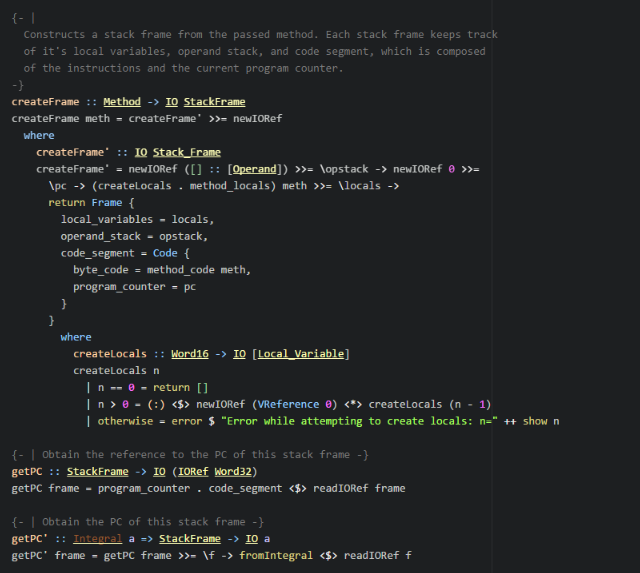 {- |
  Constructs a stack frame from the passed method. Each stack frame keeps track
  of it's local variables, operand stack, and code segment, which is composed
  of the instructions and the current program counter.
-}
createFrame :: Method -> IO StackFrame
createFrame meth = createFrame' >>= newIORef
  where
    createFrame' :: IO Stack_Frame
    createFrame' = newIORef ([] :: [Operand]) >>= \opstack -> newIORef 0 >>=
      \pc -> (createLocals . method_locals) meth >>= \locals ->
      return Frame {
        local_variables = locals,
        operand_stack = opstack,
        code_segment = Code {
          byte_code = method_code meth,
          program_counter = pc
        }
      }
        where
          createLocals :: Word16 -> IO [Local_Variable]
          createLocals n
            | n == 0 = return []
            | n > 0 = (:) <$> newIORef (VReference 0) <*> createLocals (n - 1)
            | otherwise = error $ "Error while attempting to create locals: n=" ++ show n

{- | Obtain the reference to the PC of this stack frame -}
getPC :: StackFrame -> IO (IORef Word32)
getPC frame = program_counter . code_segment <$> readIORef frame

{- | Obtain the PC of this stack frame -}
getPC' :: Integral a => StackFrame -> IO a
getPC' frame = getPC frame >>= \f -> fromIntegral <$> readIORef f